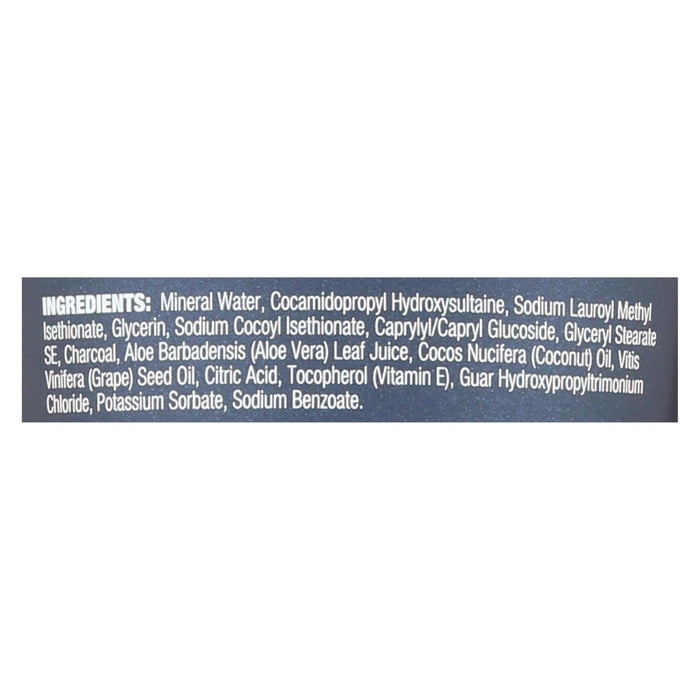 INGREDIENTS: Mineral Water, Cocamidopropyl Hydroxysultaine, Sodium Lauroyl Methyl
Isethionate, Glycerin, Sodium Cocoyl Isethionate, Caprylyl/Capryl Glucoside, Glyceryl Stearate
SE, Charcoal, Aloe Barbadensis (Aloe Vera) Leaf Juice, Cocos Nucifera (Coconut) Oil, Vitis
Vinifera (Grape) Seed Oil, Citric Acid, Tocopherol (Vitamin E), Guar Hydroxypropyltrimonium
Chloride, Potassium Sorbate, Sodium Benzoate.